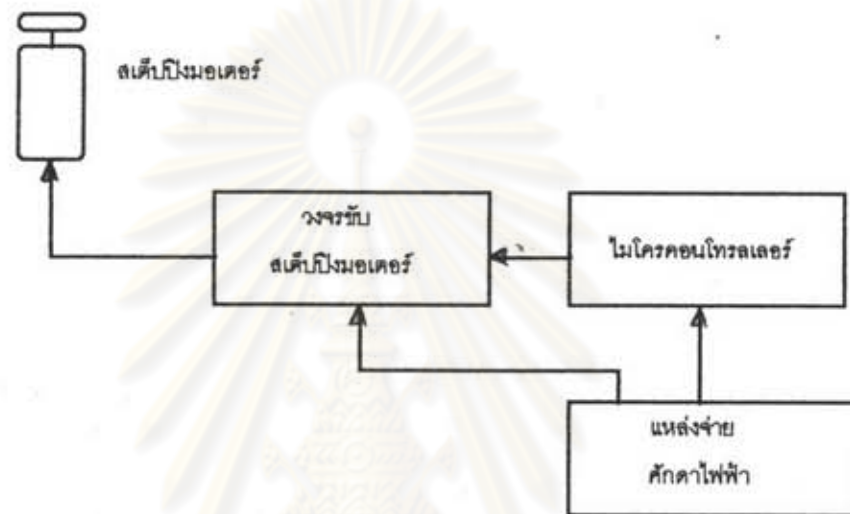 สเต็ปปิงมอเตอร์
วงจรขับ
สเต็ปปิงมอเตอร์
ไมโครคอนโทรลเลอร์
แหล่งจ่าย
ศักดาไฟฟ้า